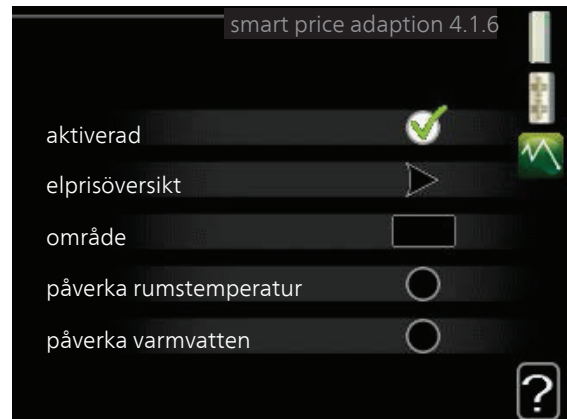 smart price adaption 4.1.6
aktiverad
elprisöversikt
område
påverka rumstemperatur
påverka varmvatten
?